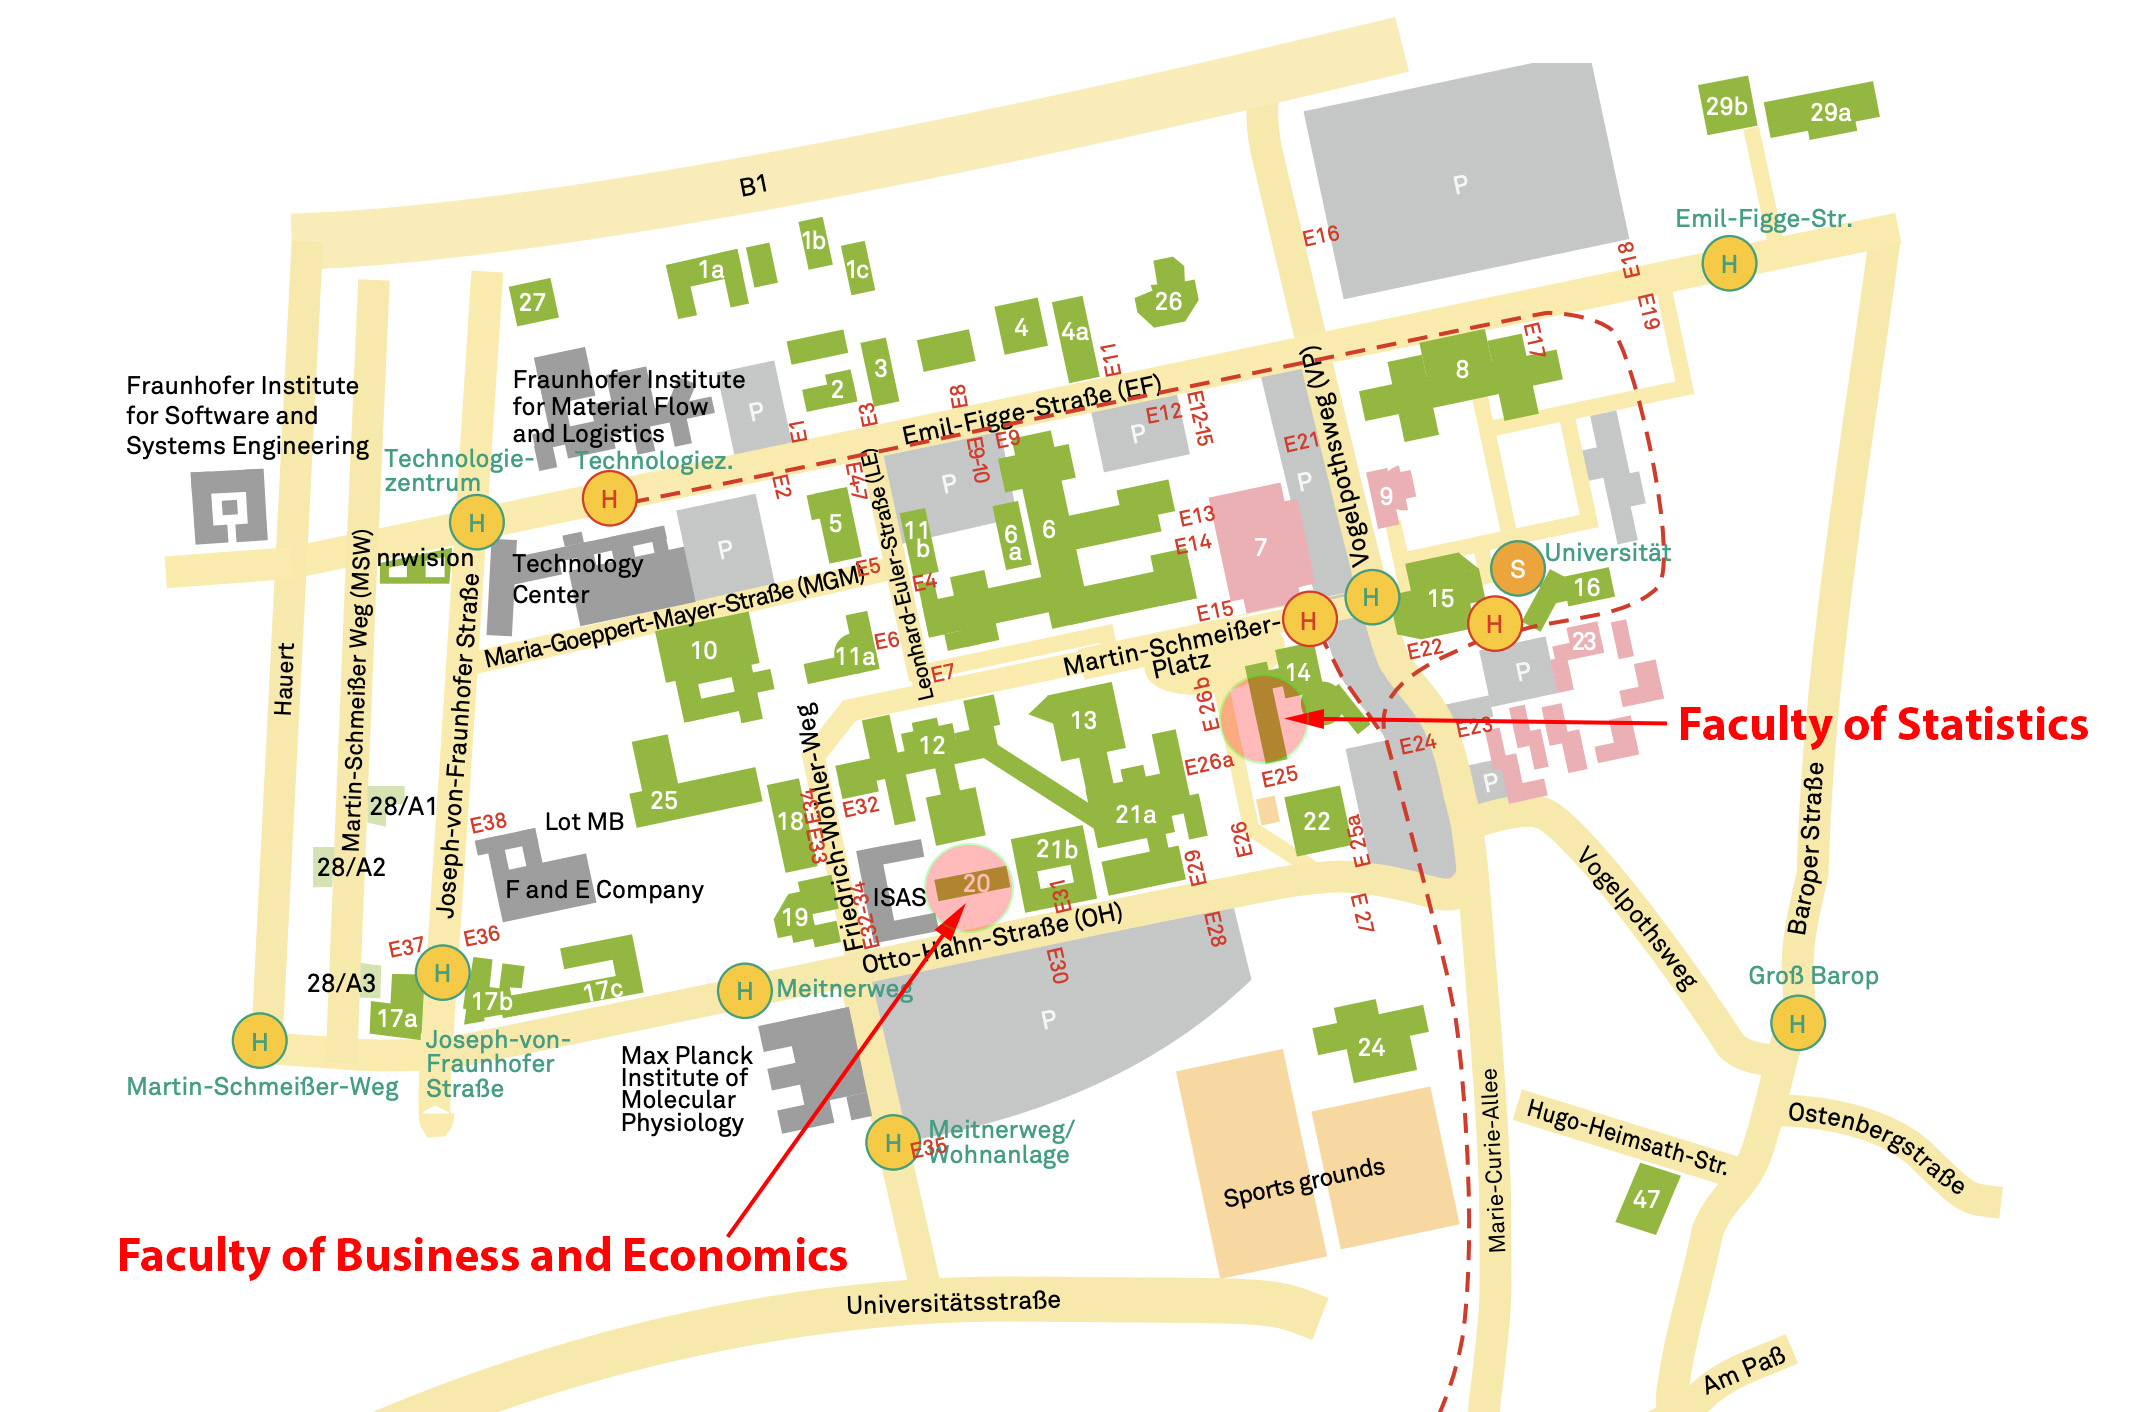 B1
29b
29a
P
Emil-Figge-Str.
H
E16
E18
E19
1b
1a
1c
27
26
4
4a
E11
3
2
E8
E3
Fraunhofer Institute
for Software and
Systems Engineering
Fraunhofer Institute
for Material Flow
and Logistics
P
E1
Emil-Figge-Straße (EF)
E12
E12-15
P
Vogelpothsweg (VP)
E17
8
Technologie-
zentrum
H
Technologiez.
H
E2
E4-7
E9
E9-10
P
E21
P
9
nrwision
Technology
Center
P
5
E5
11
b
E4
6
a
6
E13
E14
7
E15
Universität
S
15
16
H
H
H
E22
Maria-Goeppert-Mayer-Straße (MGM)
Leonhard-Euler-Straße (LE)
10
11a
E6
E7
Martin-Schmeißer-
Platz
14
E26b
P
23
Hauert
Martin-Schmeißer Weg (MSW)
Joseph-von-Fraunhofer Straße
Faculty of Statistics
12
13
E26a
E25
E24
E23
P
28/A1
25
18
E33
E34
E32
Friedrich-Wöhler-Weg
21a
22
E26
E 25a
E38
Lot MB
28/A2
F and E Company
ISAS
20
21b
E31
E29
19
E32-34
Otto-Hahn-Straße (OH)
E28
E 27
E30
Vogelpothsweg
Baroper Straße
E37
E36
28/A3
H
17a
17b
17c
H
Meitnerweg
P
Groß Barop
H
H
Martin-Schmeißer-Weg
Joseph-von-
Fraunhofer
Straße
Max Planck
Institute of
Molecular
Physiology
24
H
E35
Meitnerweg/
Wohnanlage
Sports grounds
Marie-Curie-Allee
Hugo-Heimsath-Str.
Ostenbergstraße
47
Faculty of Business and Economics
Universitätsstraße
Am Paß